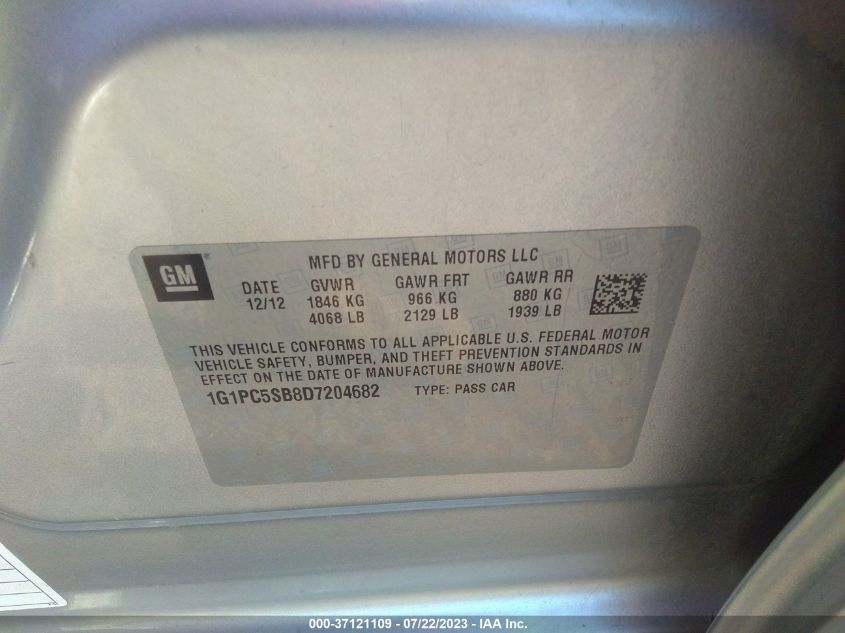 GM
MFD BY GENERAL MOTORS LLC
DATE GVWR GAWR FRT GAWR RR
12/12 1846 KG 966 KG 880 KG
4068 LB 2129 LB 1939 LB
THIS VEHICLE CONFORMS TO ALL APPLICABLE U.S. FEDERAL MOTOR
VEHICLE SAFETY, BUMPER, AND THEFT PREVENTION STANDARDS IN
EFFECT ON THE DATE OF MANUFACTURE SHOWN ABOVE.
1G1PC5SB8D7204682 TYPE: PASS CAR
000-37121109 - 07/22/2023 - IAA Inc.